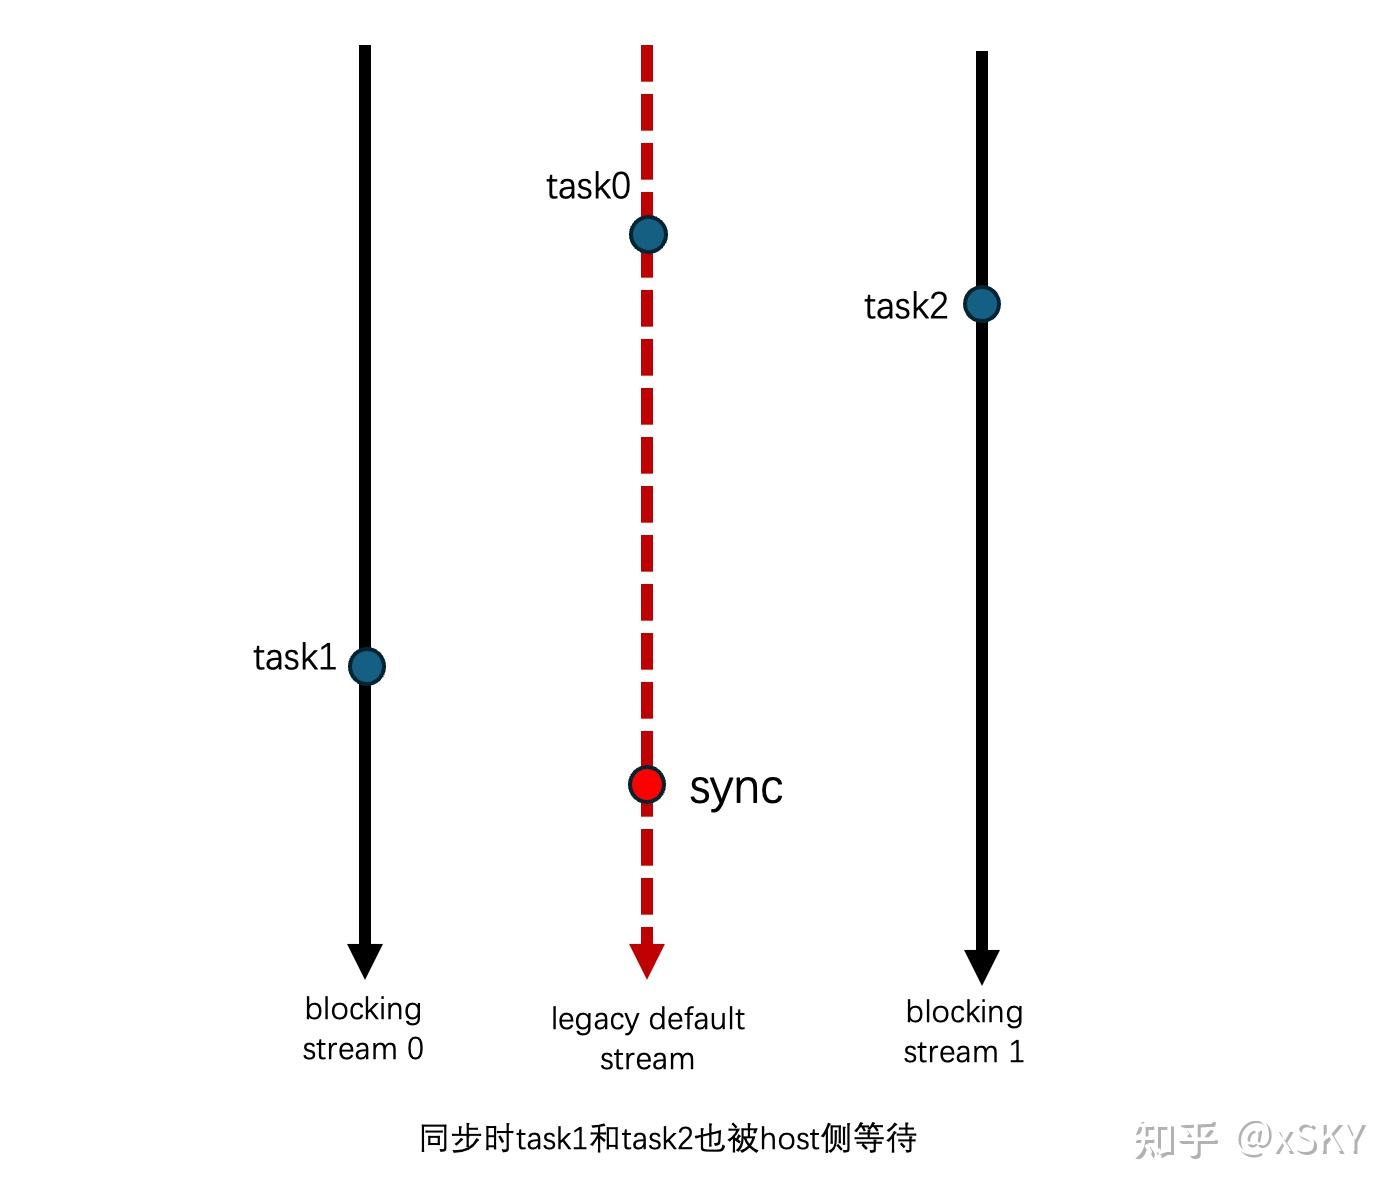 task0
task2
task1
sync
blocking
stream 0
legacy default
stream
blocking
stream 1
同步时task1和task2也被host侧等待
知乎 @xSKY